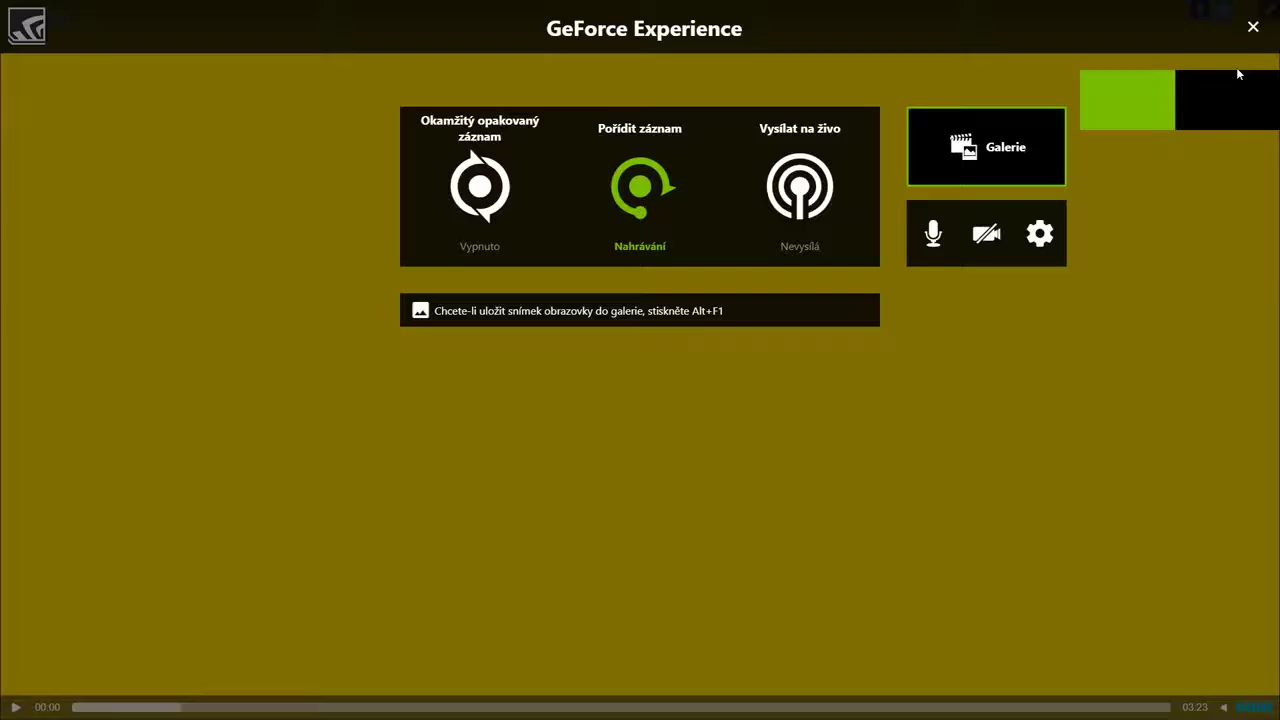 GeForce Experience
Okamžitý opakovaný
záznam
Pořídit záznam
Vysílat na živo
Vypnuto
Nahrávání
Nevysílá
Galerie
Chcete-li uložit snímek obrazovky do galerie, stiskněte Alt+F1
00:00
03:23